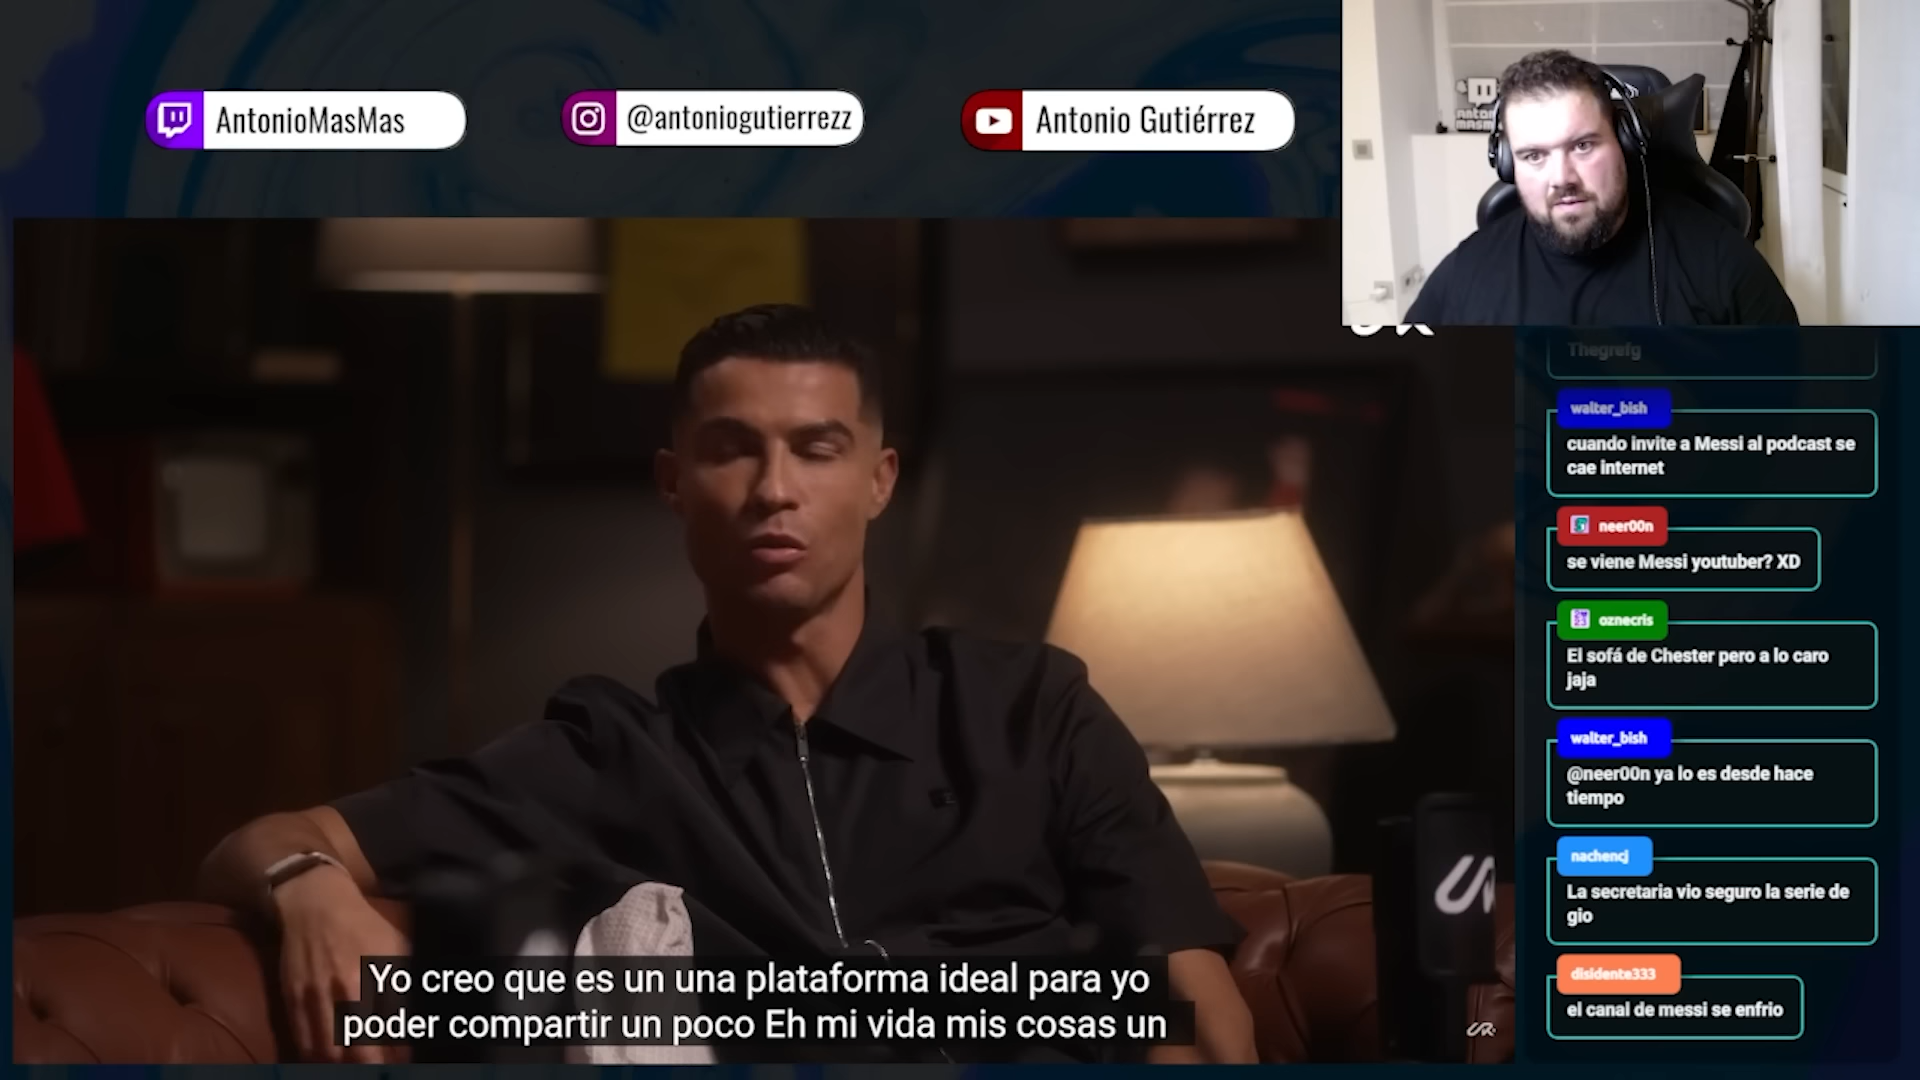 AntonioMasMas
@antoniogutierrezz
Antonio Gutiérrez
Thegrefg
walter_bish
cuando invite a Messi al podcast se
cae internet
neer00n
se viene Messi youtuber? XD
oznecris
El sofá de Chester pero a lo caro
jaja
walter_bish
@neer00n ya lo es desde hace
tiempo
nachencj
La secretaria vio seguro la serie de
gio
disidente333
el canal de messi se enfrio
Yo creo que es un una plataforma ideal para yo
poder compartir un poco Eh mi vida mis cosas un